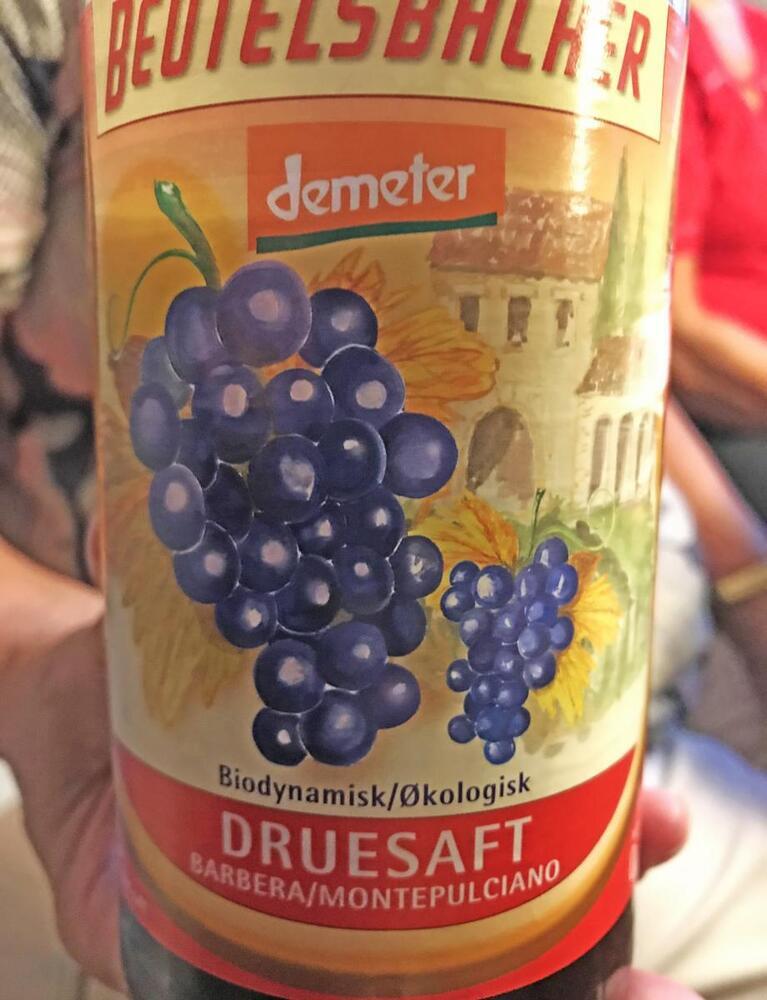 BEUTELSBACHER
demeter
Biodynamisk/Økologisk
DRUESAFT
BARBERA/MONTEPULCIANO